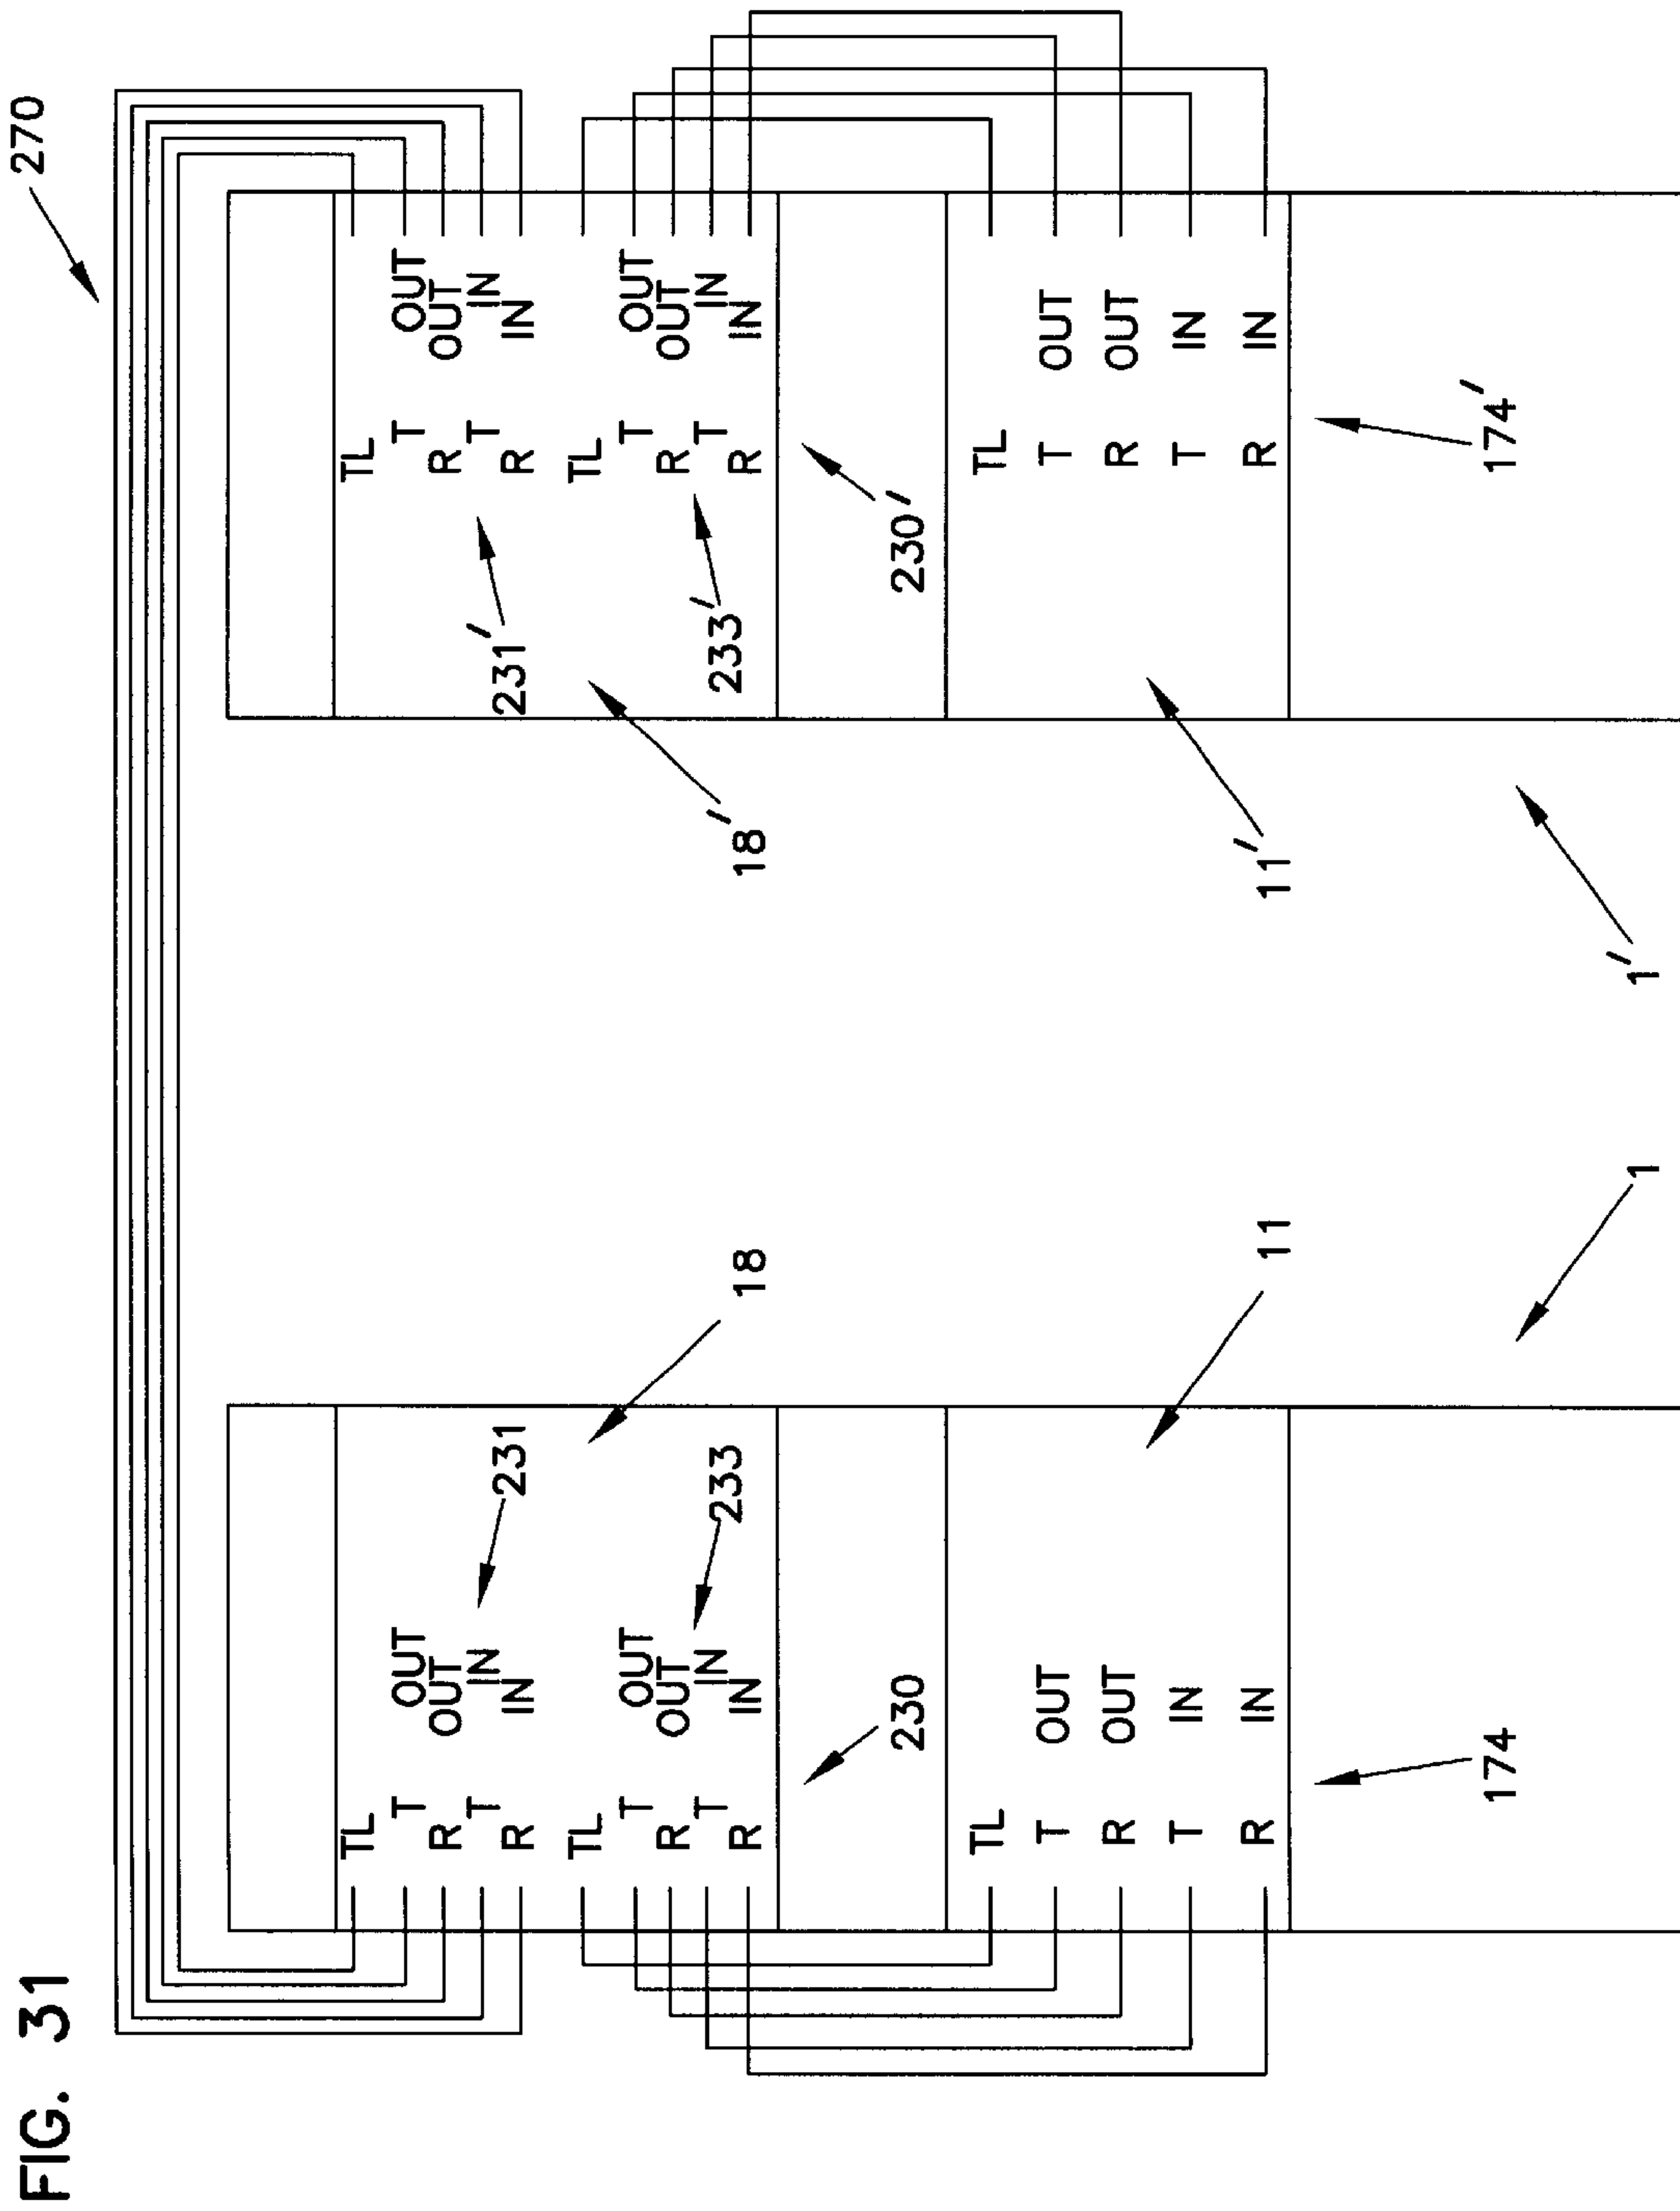 FIG. 31
270
TL
T OUT
R OUT
T IN
R IN
231
231'
TL
T OUT
R OUT
T IN
R IN
TL
T OUT
R OUT
T IN
R IN
233
18
18'
233'
TL
T OUT
R OUT
T IN
R IN
230
230'
TL
T OUT
R OUT
T IN
R IN
11
11'
TL
T OUT
R OUT
T IN
R IN
174
174'
1
1'